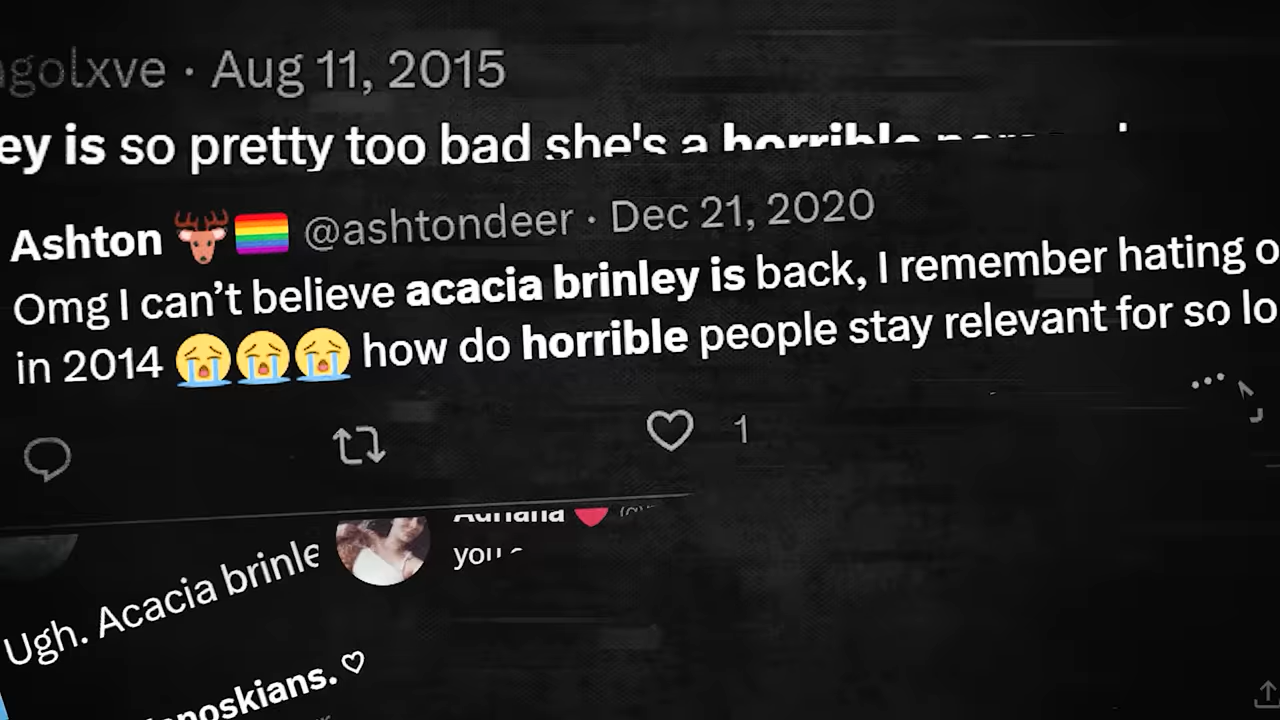 golxve · Aug 11, 2015
ey is so pretty too bad she's a horrible
Ashton 🦌🏳️‍🌈 @ashtondeer · Dec 21, 2020
Omg I can't believe acacia brinley is back, I remember hating o
in 2014 😭😭😭 how do horrible people stay relevant for so lo
1
Adriana ❤️
you
Ugh. Acacia brinle
noskians. ♡